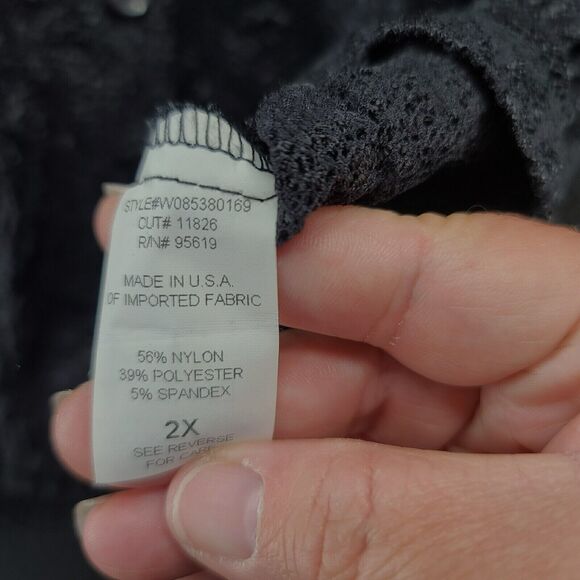 STYLE#W085380169
CUT# 11826
R/N# 95619
MADE IN U.S.A.
OF IMPORTED FABRIC
56% NYLON
39% POLYESTER
5% SPANDEX
2X
SEE REVERSE
FOR CARE